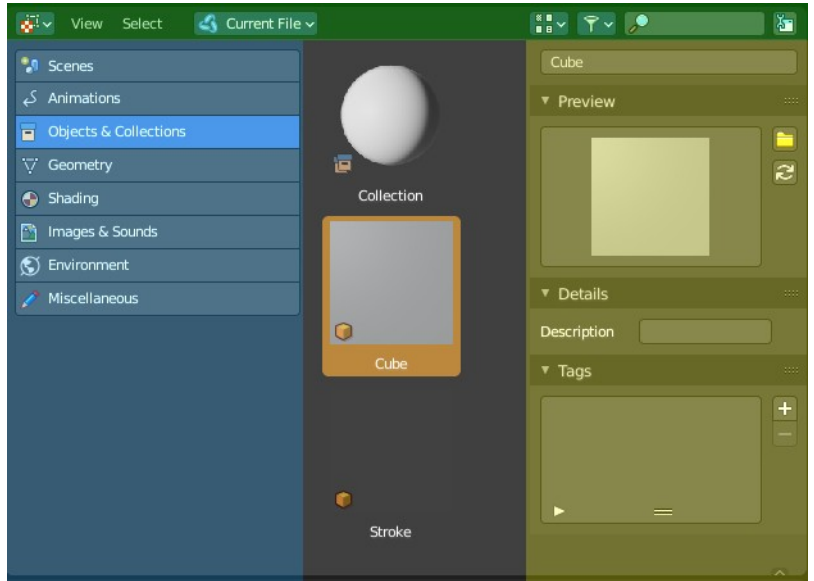 View Select Current File
Scenes
Animations
Objects & Collections
Geometry
Shading
Images & Sounds
Environment
Miscellaneous
Collection
Cube
Stroke
Cube
Preview
Details
Description
Tags